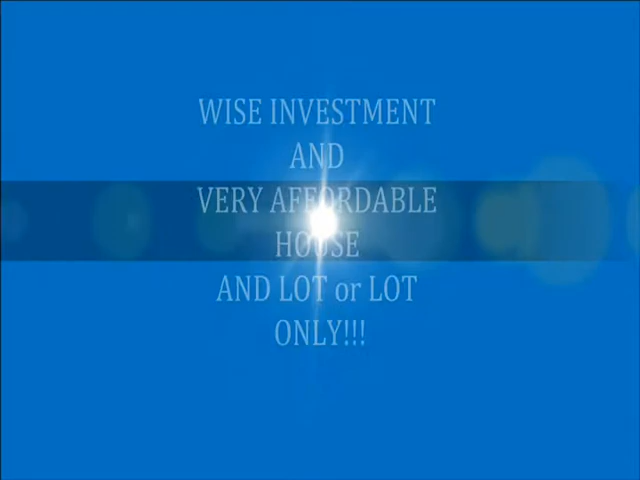 WISE INVESTMENT
AND
VERY AFFORDABLE
HOUSE
AND LOT or LOT
ONLY!!!